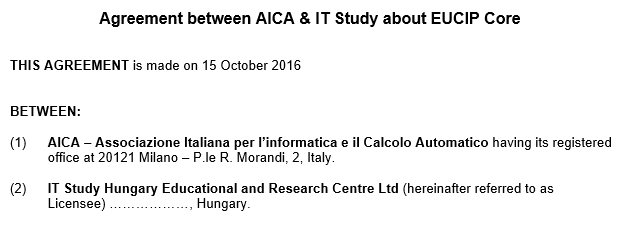 Agreement between AICA & IT Study about EUCIP Core
THIS AGREEMENT is made on 15 October 2016
BETWEEN:
(1) AICA – Associazione Italiana per l’informatica e il Calcolo Automatico having its registered
office at 20121 Milano – P.le R. Morandi, 2, Italy.
(2) IT Study Hungary Educational and Research Centre Ltd (hereinafter referred to as
Licensee) ………………, Hungary.